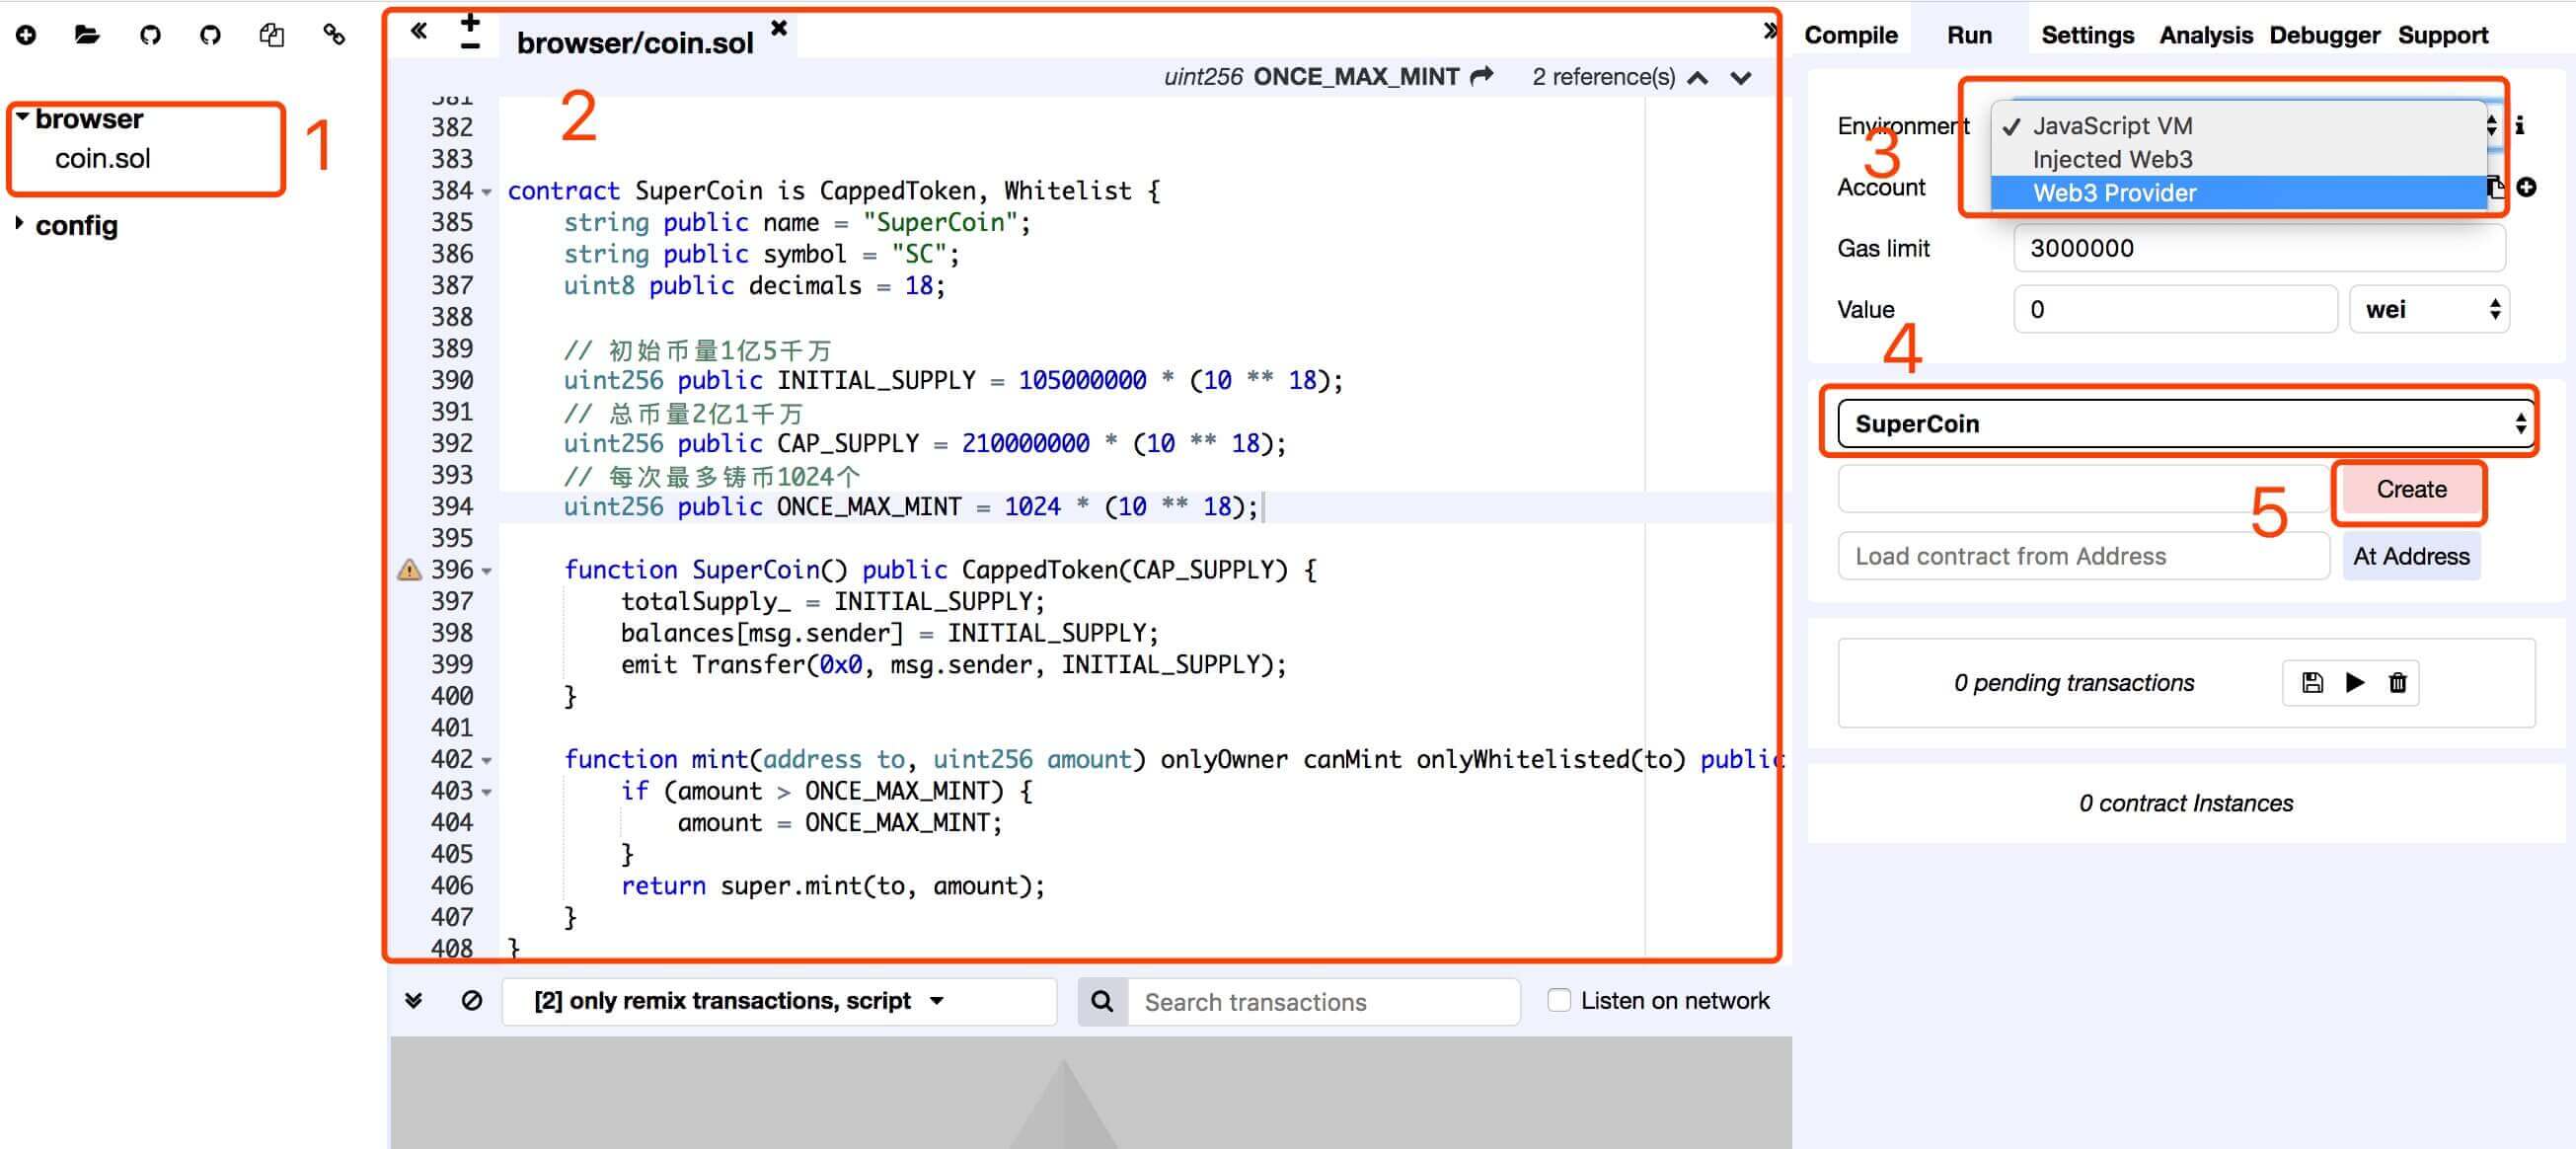 browser
coin.sol
config
1
browser/coin.sol
uint256 ONCE_MAX_MINT 2 reference(s)
2
381
382
383
384 contract SuperCoin is CappedToken, Whitelist {
385 string public name = "SuperCoin";
386 string public symbol = "SC";
387 uint8 public decimals = 18;
388
389 // 初始币量1亿5千万
390 uint256 public INITIAL_SUPPLY = 105000000 * (10 ** 18);
391 // 总币量2亿1千万
392 uint256 public CAP_SUPPLY = 210000000 * (10 ** 18);
393 // 每次最多铸币1024个
394 uint256 public ONCE_MAX_MINT = 1024 * (10 ** 18);
395
396 function SuperCoin() public CappedToken(CAP_SUPPLY) {
397 totalSupply_ = INITIAL_SUPPLY;
398 balances[msg.sender] = INITIAL_SUPPLY;
399 emit Transfer(0x0, msg.sender, INITIAL_SUPPLY);
400 }
401
402 function mint(address to, uint256 amount) onlyOwner canMint onlyWhitelisted(to) public
403 if (amount > ONCE_MAX_MINT) {
404 amount = ONCE_MAX_MINT;
405 }
406 return super.mint(to, amount);
407 }
408 }
[2] only remix transactions, script
Search transactions
Listen on network
Compile Run Settings Analysis Debugger Support
Environment
3
JavaScript VM
Injected Web3
Web3 Provider
Account
Gas limit 3000000
Value 0 wei
4
SuperCoin
5
Create
Load contract from Address At Address
0 pending transactions
0 contract Instances